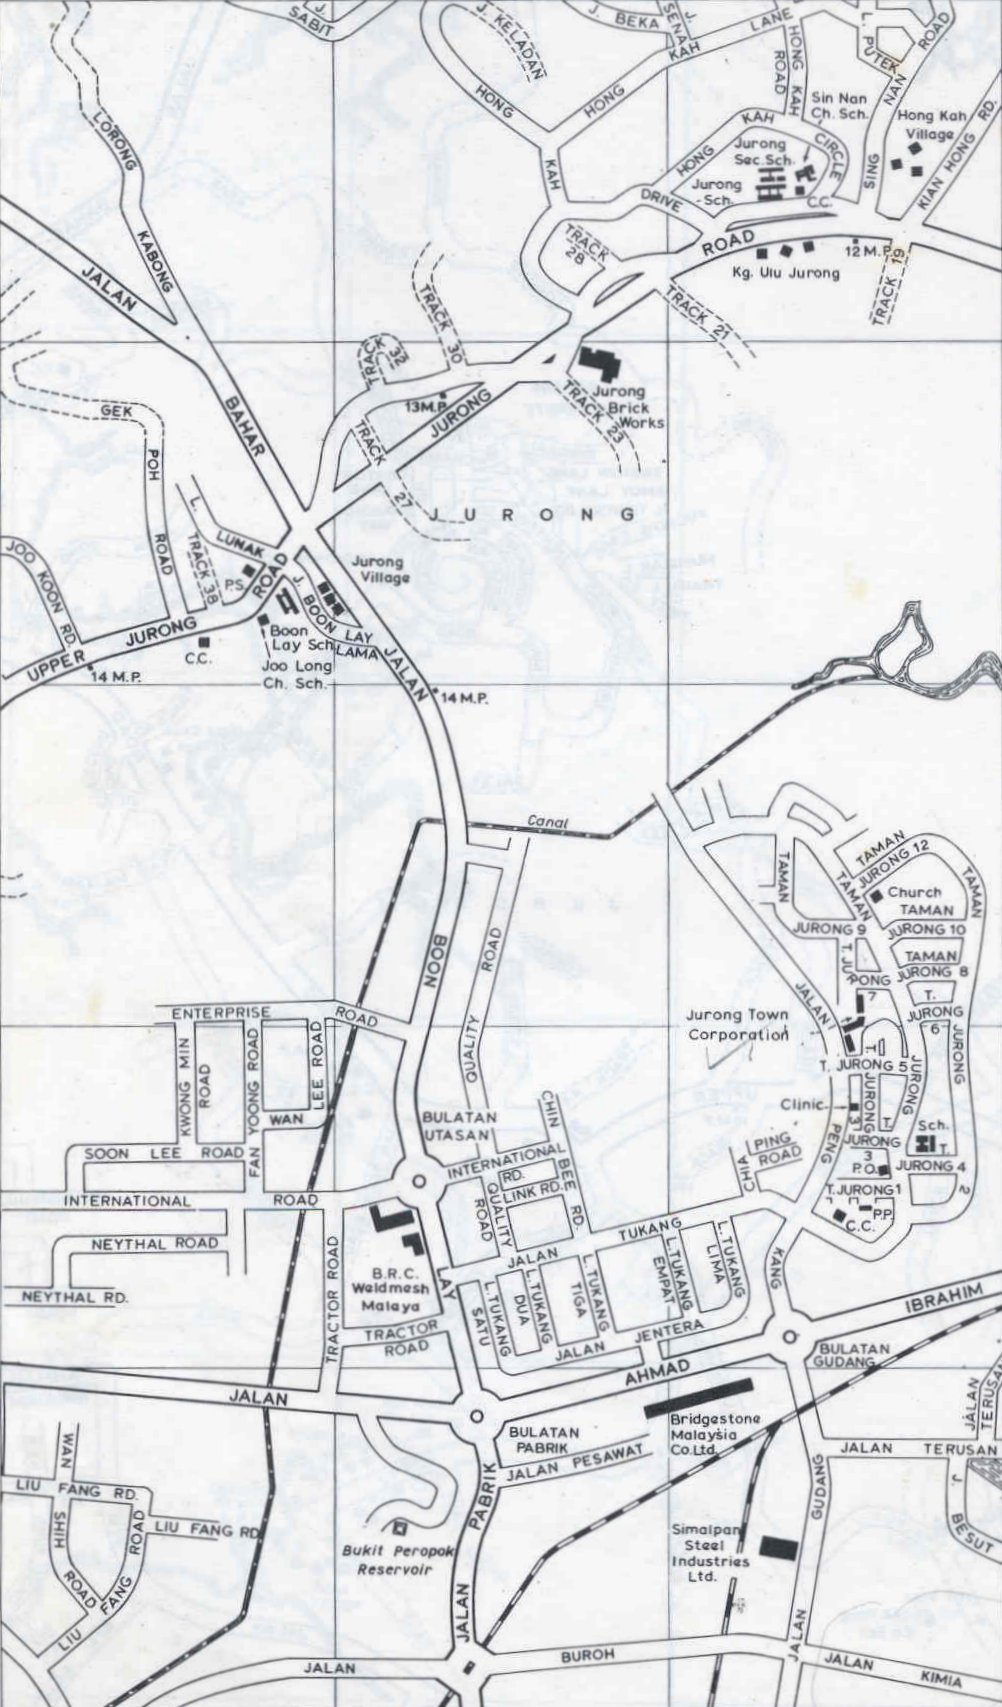 J.
SABIT
J. KELADAN
J. BEKA
J.
SENAI
KAH
LANE
HONG
KAH
ROAD
L. PUTEK
ROAD
NAN
SING
HONG
HONG
KAH
LORONG
KABONG
Sin Nan
Ch. Sch.
Hong Kah
Village
KIAN HONG RD.
HONG
KAH
CIRCLE
Jurong
Sec. Sch.
Jurong
Sch.
C.C.
DRIVE
ROAD
12 M.P.
Kg. Ulu Jurong
TRACK
28
TRACK 19
TRACK 21
JALAN
TRACK 30
TRACK 32
13 M.P.
JURONG
Jurong
Brick
Works
TRACK 23
GEK
POH
ROAD
BAHAR
TRACK
27
JURONG
L.
LUNAK
TRACK 38
P.S.
ROAD
JOO KOON RD
Jurong
Village
J.
BOON LAY
LAMA
UPPER
JURONG
C.C.
Boon
Lay Sch.
Joo Long
Ch. Sch.
14 M.P.
JALAN
14 M.P.
Canal
TAMAN
JURONG 12
TAMAN
TAMAN
TAMAN
Church
TAMAN
JURONG 9
JURONG 10
TAMAN
JURONG 8
T. JURONG
7
T.
JURONG
6
JURONG
BOON
QUALITY ROAD
JALAN
Jurong Town
Corporation
T. JURONG 5
T.
JURONG
JURONG
ENTERPRISE
ROAD
KWONG MIN
ROAD
FAN YOONG ROAD
LEE ROAD
WAN
SOON LEE ROAD
INTERNATIONAL ROAD
NEYTHAL ROAD
NEYTHAL RD.
BULATAN
UTASAN
CHIN
BEE RD.
INTERNATIONAL
RD.
LINK RD.
QUALITY
ROAD
Clinic
3
T.
JURONG
3
P.O.
Sch.
T.
JURONG 4
2
T. JURONG 1
P.P.
C.C.
PENG
KANG
PING
ROAD
CHIA
JALAN
TUKANG
L. TUKANG
SATU
L. TUKANG
DUA
L. TUKANG
TIGA
L. TUKANG
EMPAT
L. TUKANG
LIMA
JALAN
JENTERA
B.R.C.
Weldmesh
Malaya
LAY
TRACTOR ROAD
TRACTOR
ROAD
JALAN
AHMAD
IBRAHIM
BULATAN
GUDANG
BULATAN
PABRIK
JALAN PESAWAT
Bridgestone
Malaysia
Co. Ltd.
JALAN
TERUSAN
JALAN TERUSAN
J. BESUT
GUDANG
JALAN
WAN
SHIH
ROAD
LIU FANG RD.
LIU FANG RD
LIU FANG ROAD
Bukit Peropok
Reservoir
PABRIK
JALAN
Simalpan
Steel
Industries
Ltd.
JALAN
BUROH
JALAN
KIMIA